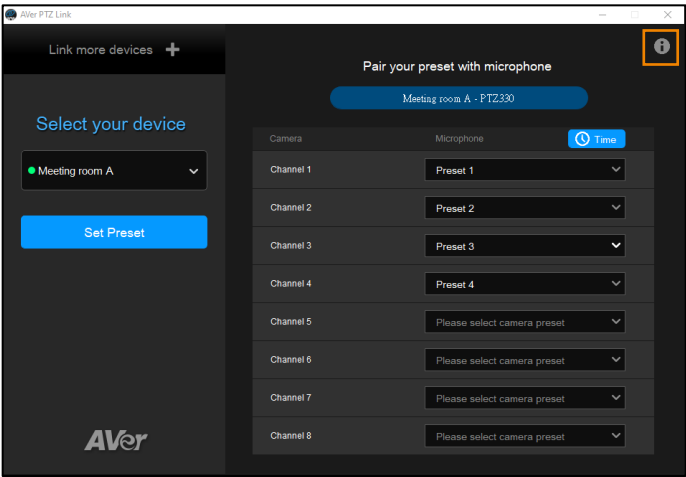 AVer PTZ Link
Link more devices +
Select your device
Meeting room A
Set Preset
AVer
Pair your preset with microphone
Meeting room A - PTZ330
Camera Microphone Time
Channel 1 Preset 1
Channel 2 Preset 2
Channel 3 Preset 3
Channel 4 Preset 4
Channel 5 Please select camera preset
Channel 6 Please select camera preset
Channel 7 Please select camera preset
Channel 8 Please select camera preset